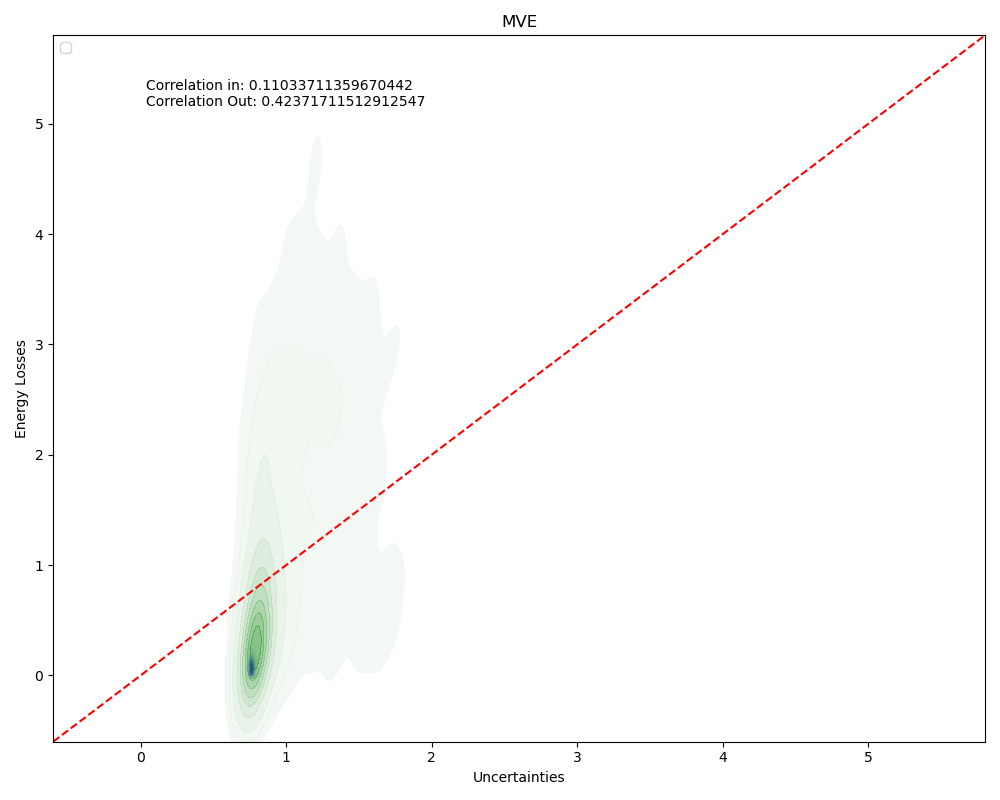 MVE
Correlation in: 0.11033711359670442
Correlation Out: 0.42371711512912547
5
4
3
2
1
0
Energy Losses
0 1 2 3 4 5
Uncertainties